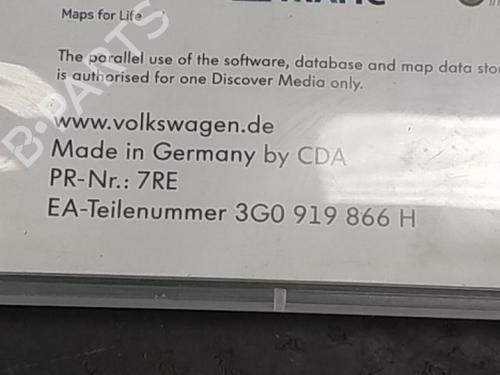 Maps for Life
The parallel use of the software, database and map data
is authorised for one Discover Media only.
www.volkswagen.de
Made in Germany by CDA
PR-Nr.: 7RE
EA-Teilenummer 3G0 919 866 H
B-PARTS